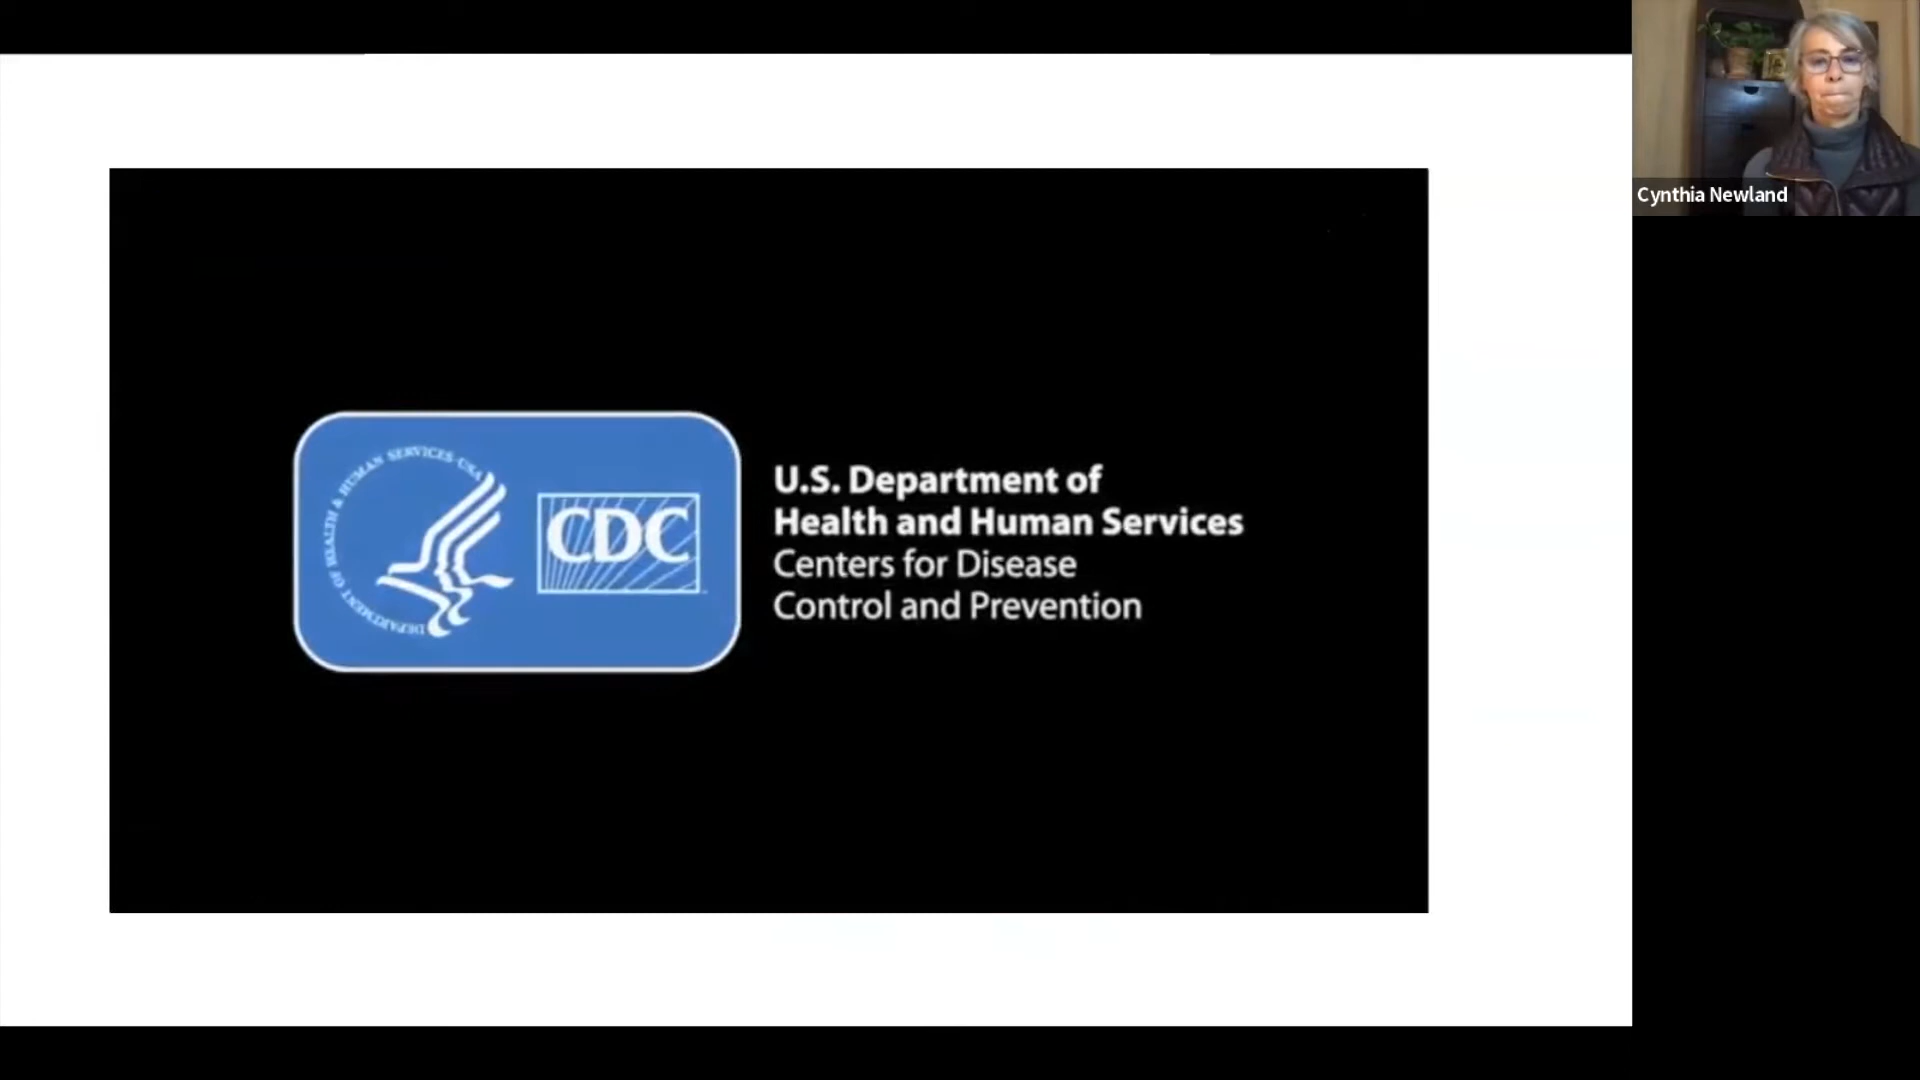 Cynthia Newland
DEPARTMENT OF HEALTH & HUMAN SERVICES·USA
CDC
U.S. Department of
Health and Human Services
Centers for Disease
Control and Prevention